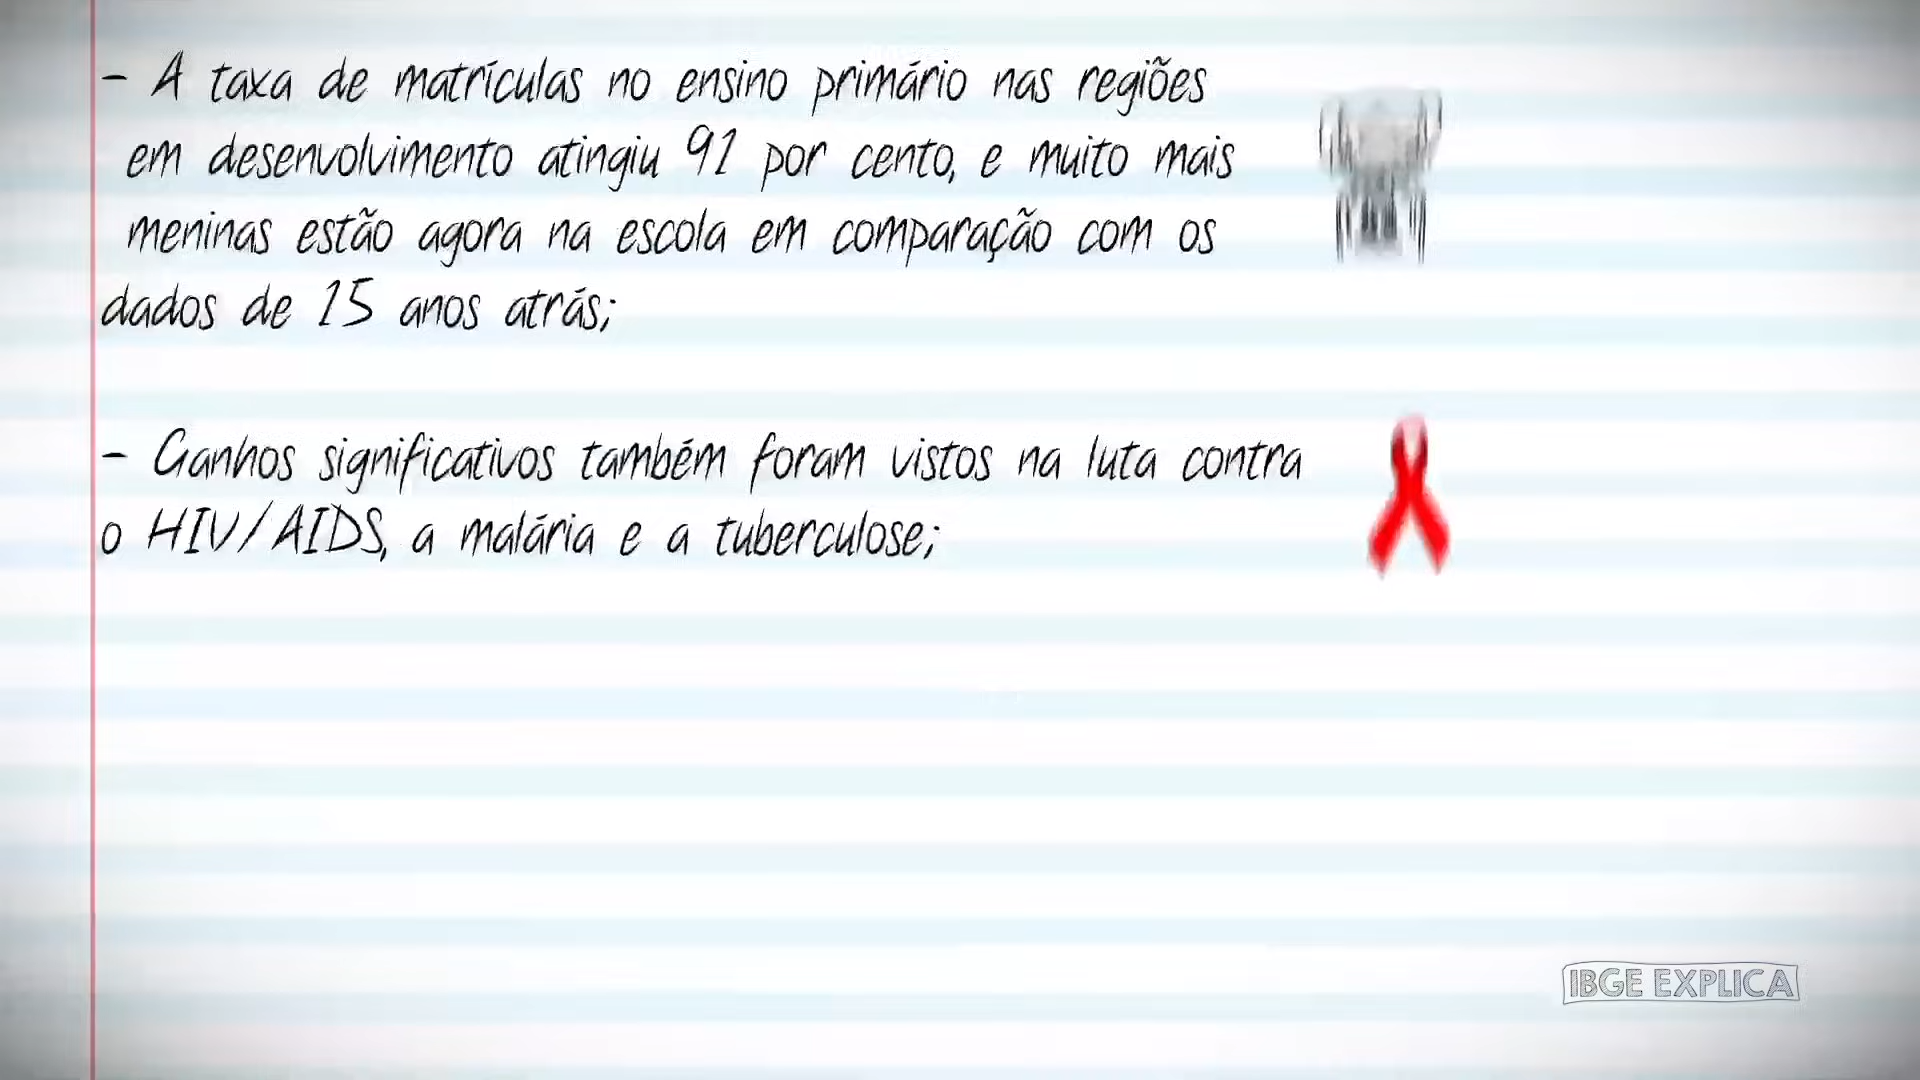 - A taxa de matrículas no ensino primário nas regiões
em desenvolvimento atingiu 91 por cento, e muito mais
meninas estão agora na escola em comparação com os
dados de 15 anos atrás;
- Ganhos significativos também foram vistos na luta contra
o HIV/AIDS, a malária e a tuberculose;
IBGE EXPLICA